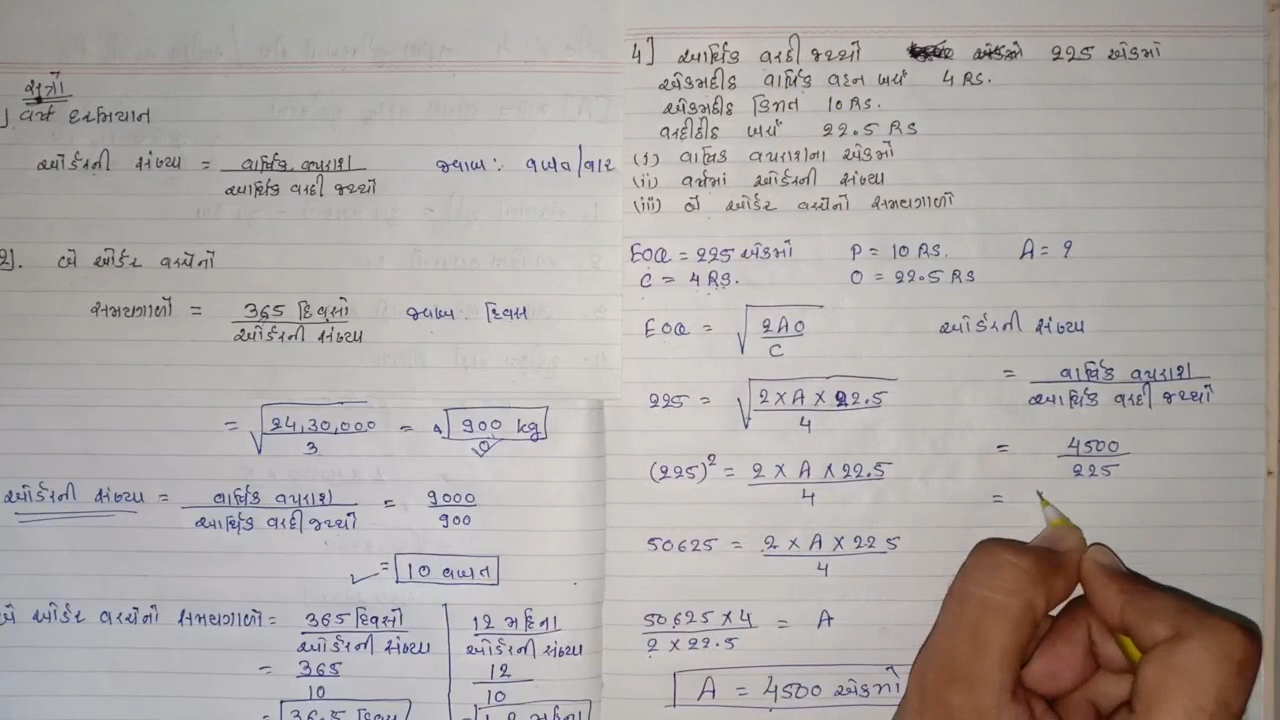 સૂત્રો
1] વર્ષ દરમિયાન
ઓર્ડરની સંખ્યા = વાર્ષિક વપરાશ / આર્થિક વરદી જથ્થો જવાબ: વખત/વાર
2]. બે ઓર્ડર વચ્ચેનો
સમયગાળો = 365 દિવસો / ઓર્ડરની સંખ્યા જવાબ: દિવસ
= √24,30,000 / 3 = 900 kg
ઓર્ડરની સંખ્યા = વાર્ષિક વપરાશ / આર્થિક વરદી જથ્થો = 9000 / 900
= 10 વખત
બે ઓર્ડર વચ્ચેનો સમયગાળો = 365 દિવસો / ઓર્ડરની સંખ્યા
= 365 / 10
= 36.5 દિવસ
12 મહિના / ઓર્ડરની સંખ્યા
12 / 10
= 1.2 મહિના
4] આર્થિક વરદી જથ્થો 225 એકમો
એકમદીઠ વાર્ષિક વહન ખર્ચ 4 RS.
એકમદીઠ કિંમત 10 RS.
વરદીદીઠ ખર્ચ 22.5 RS
(i) વાર્ષિક વપરાશના એકમો
(ii) વર્ષમાં ઓર્ડરની સંખ્યા
(iii) બે ઓર્ડર વચ્ચેનો સમયગાળો
EOQ = 225 એકમો P = 10 RS. A = ?
C = 4 RS. O = 22.5 RS
EOQ = √2AO / C
225 = √2 × A × 22.5 / 4
(225)² = 2 × A × 22.5 / 4
50625 = 2 × A × 22.5 / 4
50625 × 4 / 2 × 22.5 = A
A = 4500 એકમો
ઓર્ડરની સંખ્યા
= વાર્ષિક વપરાશ / આર્થિક વરદી જથ્થો
= 4500 / 225
=